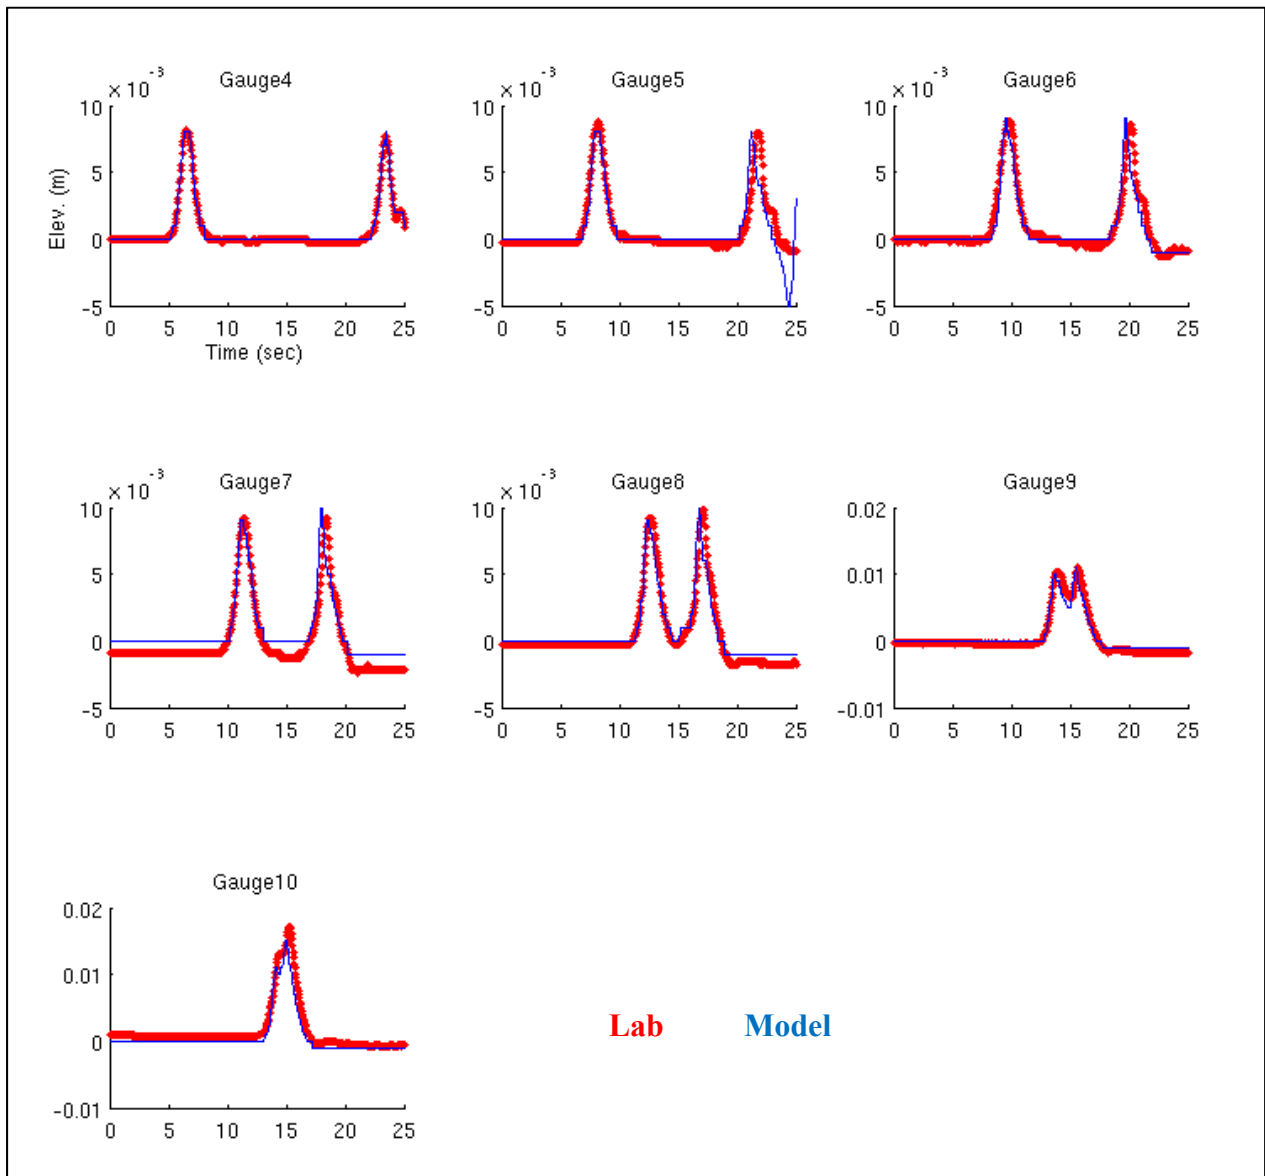 Gauge4 Gauge5 Gauge6
× 10⁻³ × 10⁻³ × 10⁻³
10 10 10
5 5 5
Elev. (m)
0 0 0
-5 -5 -5
0 5 10 15 20 25 0 5 10 15 20 25 0 5 10 15 20 25
Time (sec)
Gauge7 Gauge8 Gauge9
× 10⁻³ × 10⁻³
10 10 0.02
5 5 0.01
0 0 0
-5 -5 -0.01
0 5 10 15 20 25 0 5 10 15 20 25 0 5 10 15 20 25
Gauge10
0.02
0.01
0
-0.01
0 5 10 15 20 25
Lab Model